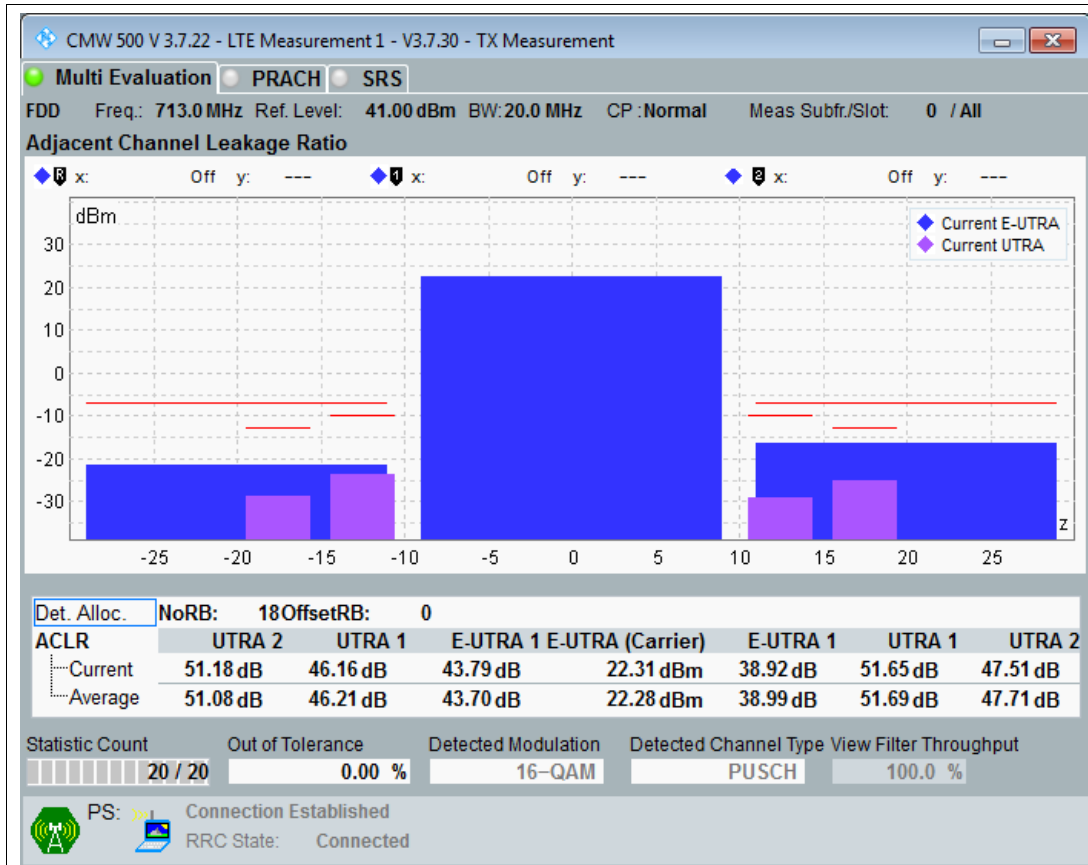 CMW 500 V 3.7.22 - LTE Measurement 1 - V3.7.30 - TX Measurement
Multi Evaluation PRACH SRS
FDD Freq.: 713.0 MHz Ref. Level: 41.00 dBm BW: 20.0 MHz CP : Normal Meas Subfr./Slot: 0 / All
Adjacent Channel Leakage Ratio
R x: Off y: --- 1 x: Off y: --- 2 x: Off y: ---
dBm
Current E-UTRA
Current UTRA
30
20
10
0
-10
-20
-30
z
-25 -20 -15 -10 -5 0 5 10 15 20 25
Det. Alloc. NoRB: 18 OffsetRB: 0
ACLR UTRA 2 UTRA 1 E-UTRA 1 E-UTRA (Carrier) E-UTRA 1 UTRA 1 UTRA 2
Current 51.18 dB 46.16 dB 43.79 dB 22.31 dBm 38.92 dB 51.65 dB 47.51 dB
Average 51.08 dB 46.21 dB 43.70 dB 22.28 dBm 38.99 dB 51.69 dB 47.71 dB
Statistic Count Out of Tolerance Detected Modulation Detected Channel Type View Filter Throughput
20 / 20 0.00 % 16-QAM PUSCH 100.0 %
PS: Connection Established
RRC State: Connected